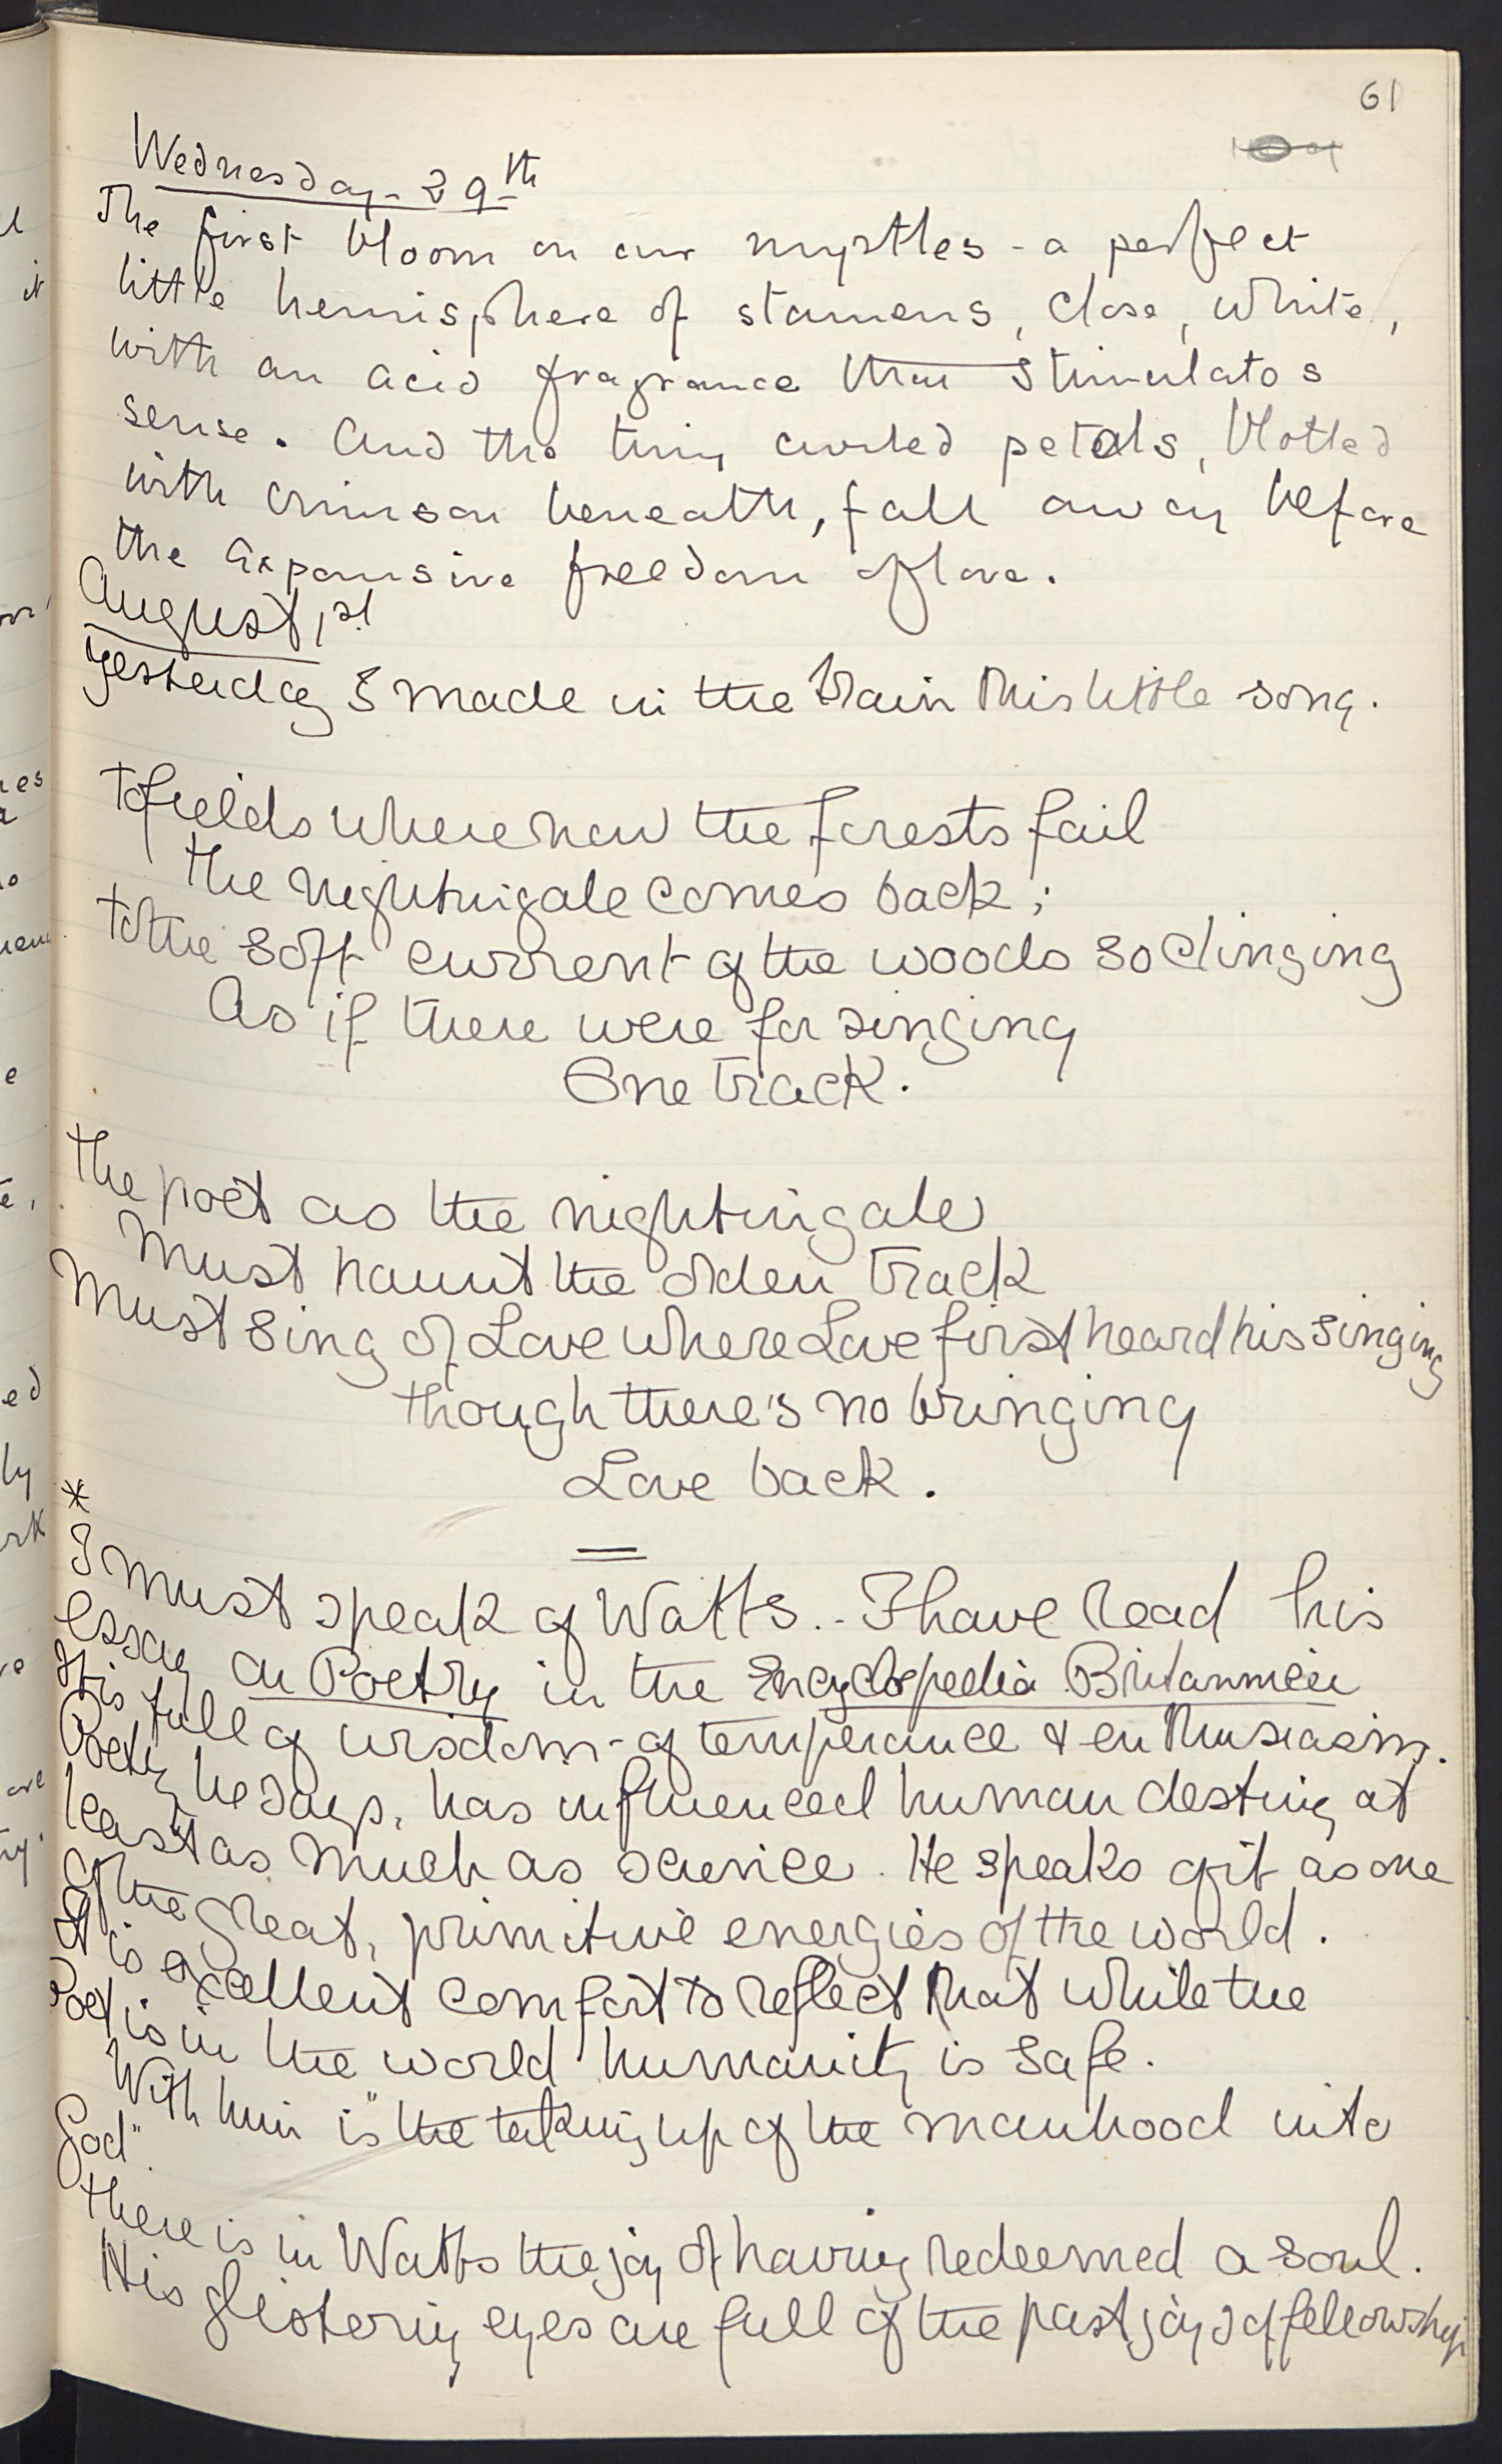 61
Wednesday - 29th
The first bloom on our myrtles - a perfect
little hemisphere of stamens, close, white,
with an acid fragrance that stimulates
sense. And the tiny curled petals, blotted
with crimson beneath, fall away before
the expansive freedom of love.
August 1st
Yesterday I made in the train this little song.
To fields where now the forests fail
The nightingale comes back;
To the soft current of the woods so clinging
As if there were for singing
One track.
The poet as the nightingale
Must haunt the olden track
Must sing of Love where Love first heard his singing
Though there's no bringing
Love back.
*
I must speak of Watts. - I have read his
essay on Poetry in the Encyclopedia Britannica
It is full of wisdom - of temperance & enthusiasm.
Poetry, he says, has influenced human destiny at
least as much as science. He speaks of it as one
of the great, primitive energies of the world.
It is excellent comfort to reflect that while the
Poet is in the world humanity is safe.
With him is "the taking up of the manhood into
God".
There is in Watts the joy of having redeemed a soul.
His glistering eyes are full of the past joys of fellowship